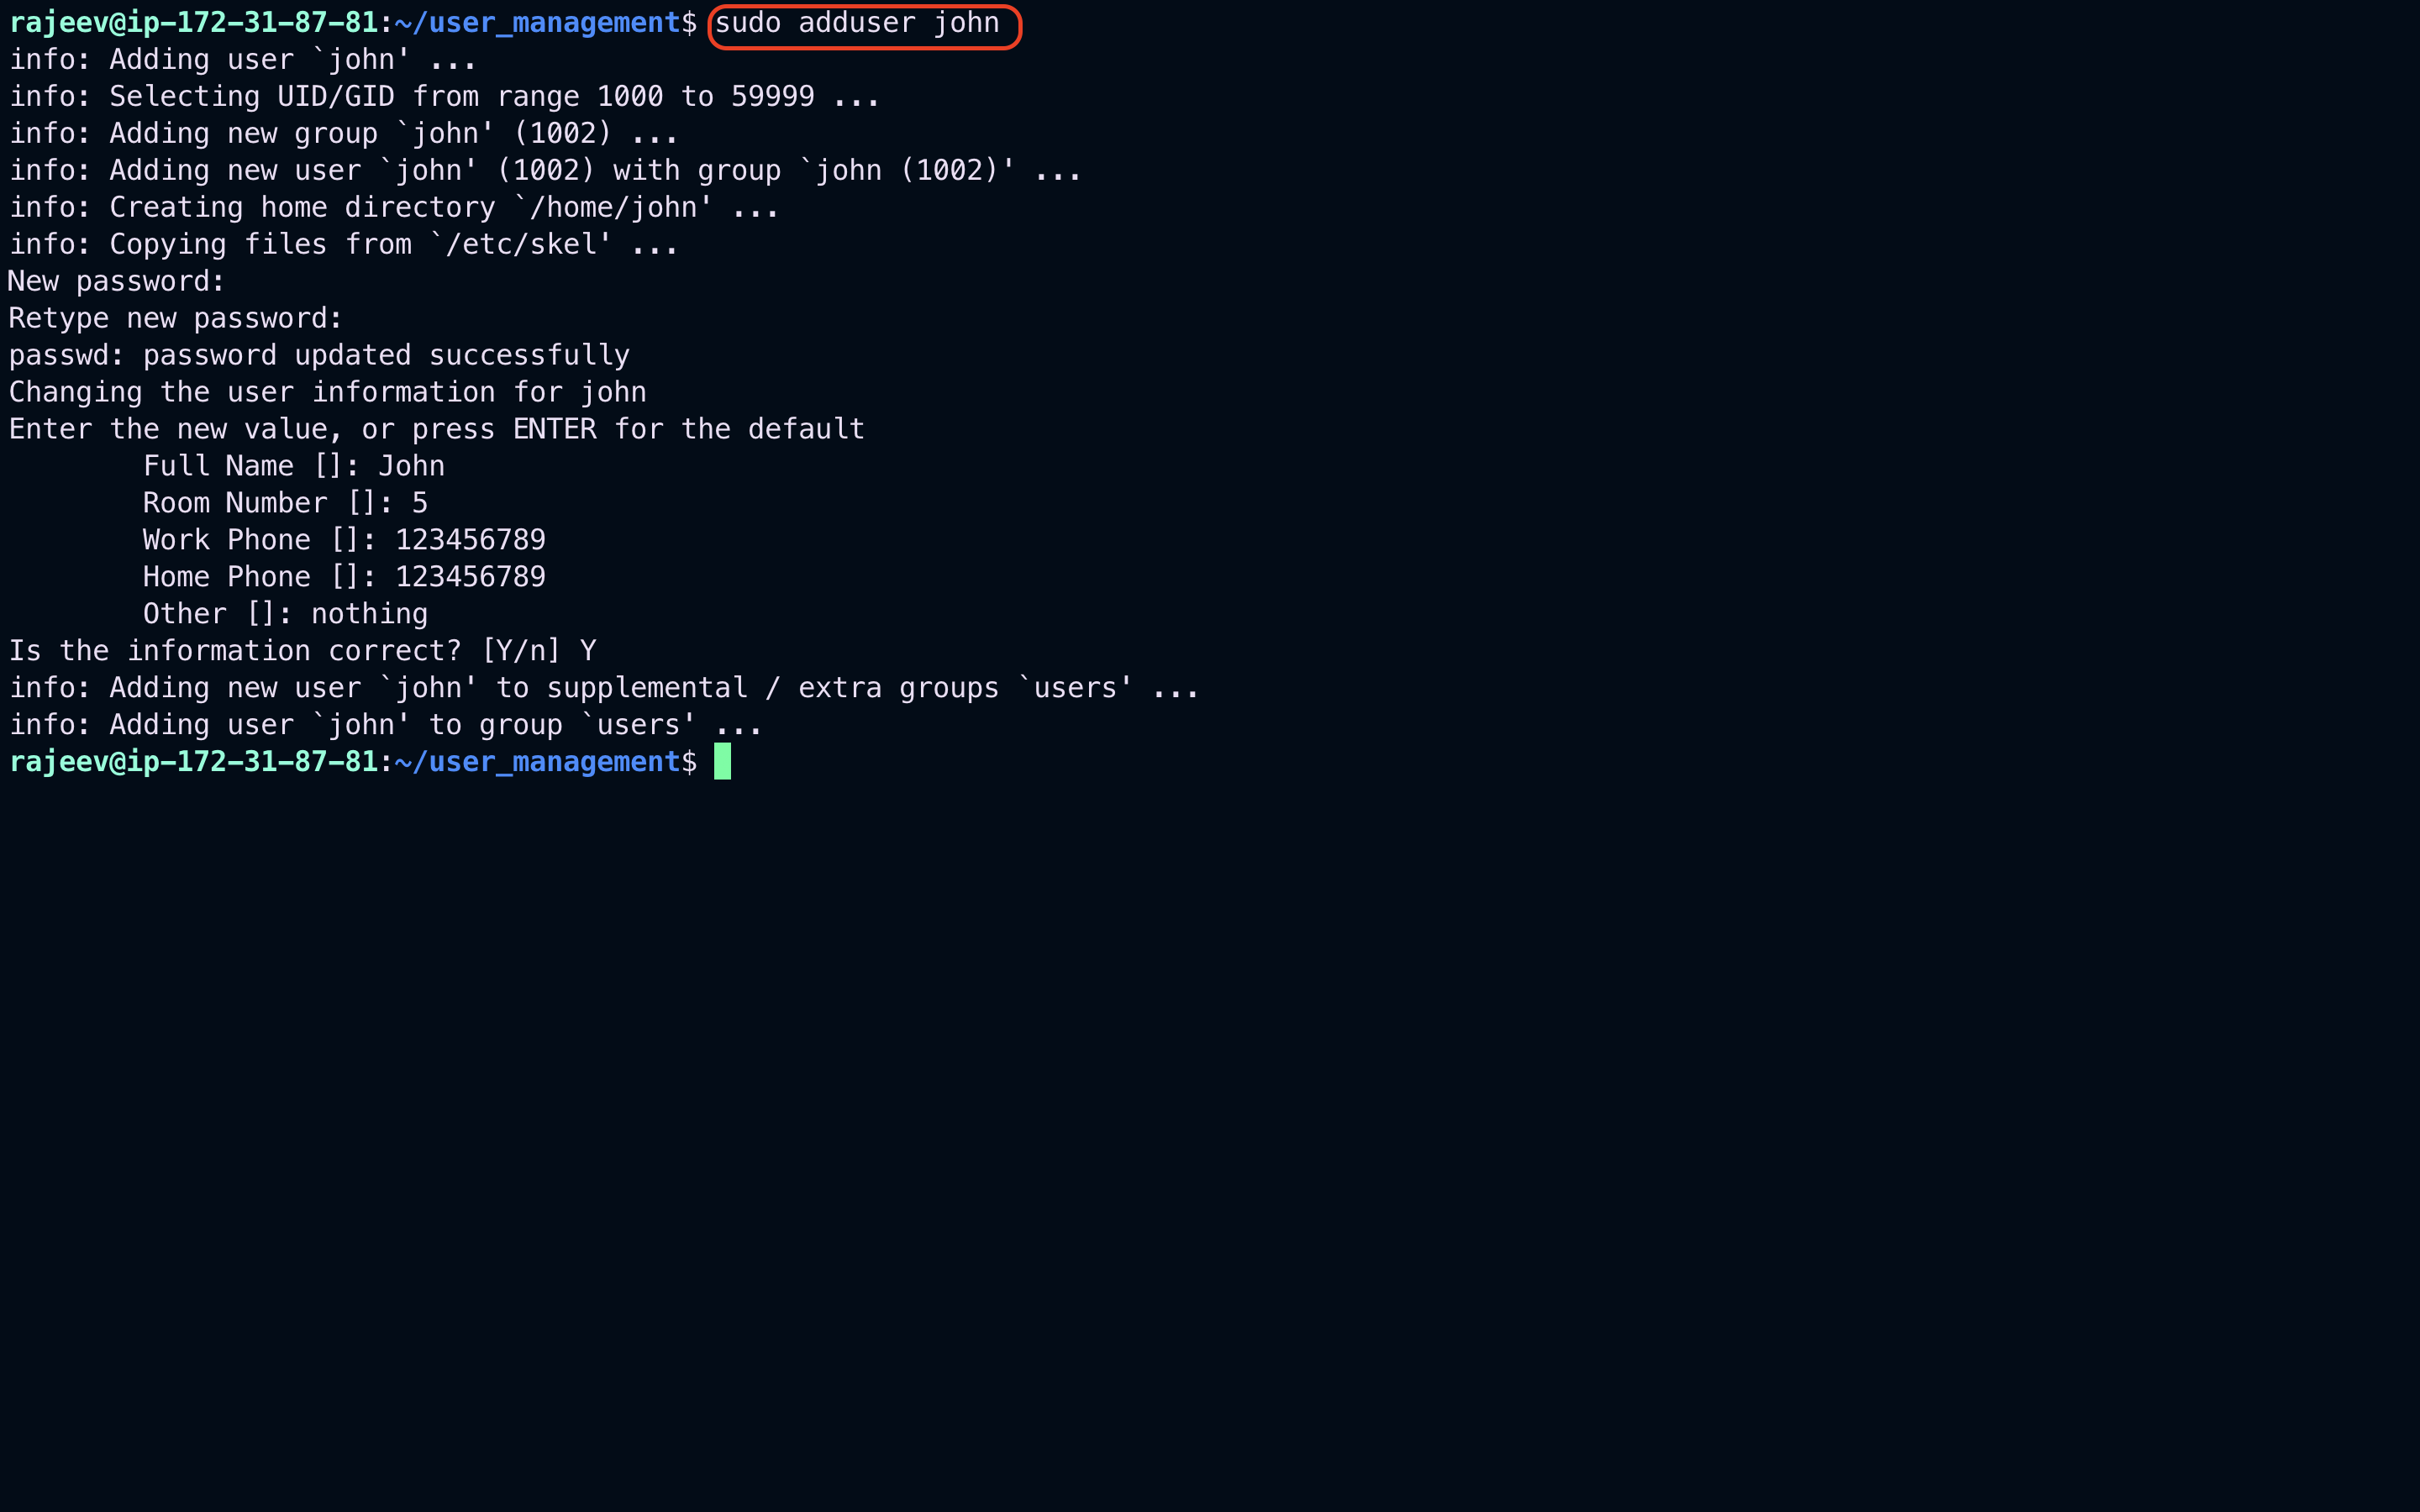 rajeev@ip-172-31-87-81:~/user_management$ sudo adduser john
info: Adding user `john' ...
info: Selecting UID/GID from range 1000 to 59999 ...
info: Adding new group `john' (1002) ...
info: Adding new user `john' (1002) with group `john (1002)' ...
info: Creating home directory `/home/john' ...
info: Copying files from `/etc/skel' ...
New password:
Retype new password:
passwd: password updated successfully
Changing the user information for john
Enter the new value, or press ENTER for the default
        Full Name []: John
        Room Number []: 5
        Work Phone []: 123456789
        Home Phone []: 123456789
        Other []: nothing
Is the information correct? [Y/n] Y
info: Adding new user `john' to supplemental / extra groups `users' ...
info: Adding user `john' to group `users' ...
rajeev@ip-172-31-87-81:~/user_management$